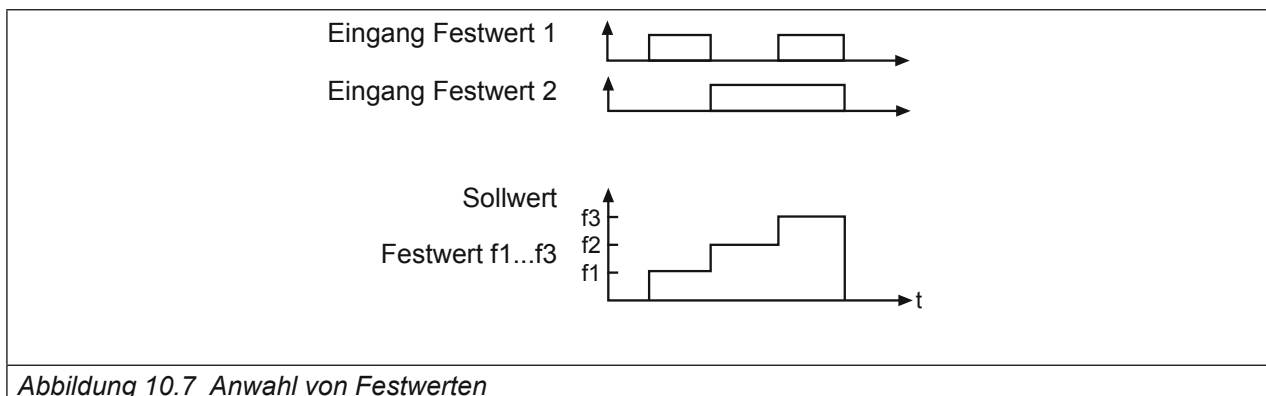 Eingang Festwert 1
Eingang Festwert 2
Sollwert
f3
f2
Festwert f1...f3
f1
t
Abbildung 10.7 Anwahl von Festwerten